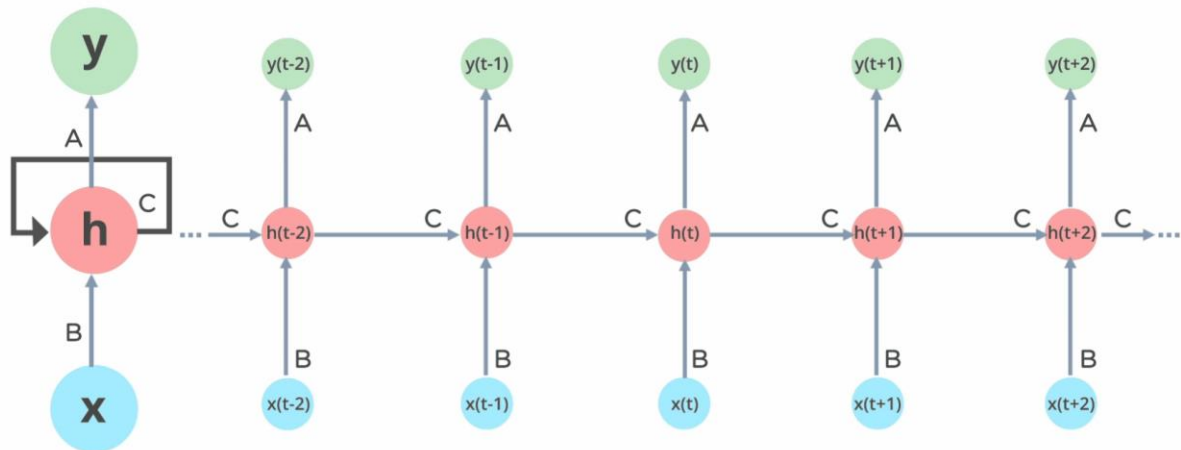 y
y(t-2) y(t-1) y(t) y(t+1) y(t+2)
A A A A A A
h
C C C C C C C
h(t-2) h(t-1) h(t) h(t+1) h(t+2)
B B B B B B
x
x(t-2) x(t-1) x(t) x(t+1) x(t+2)